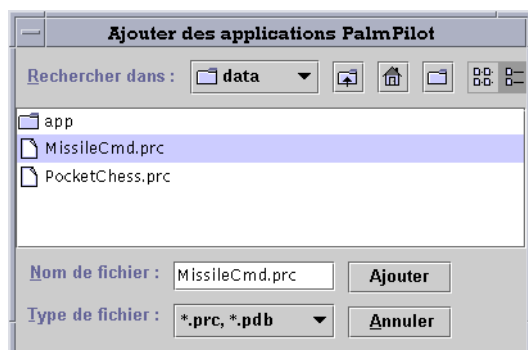 Ajouter des applications PalmPilot
Rechercher dans : data
app
MissileCmd.prc
PocketChess.prc
Nom de fichier : MissileCmd.prc Ajouter
Type de fichier : *.prc, *.pdb Annuler